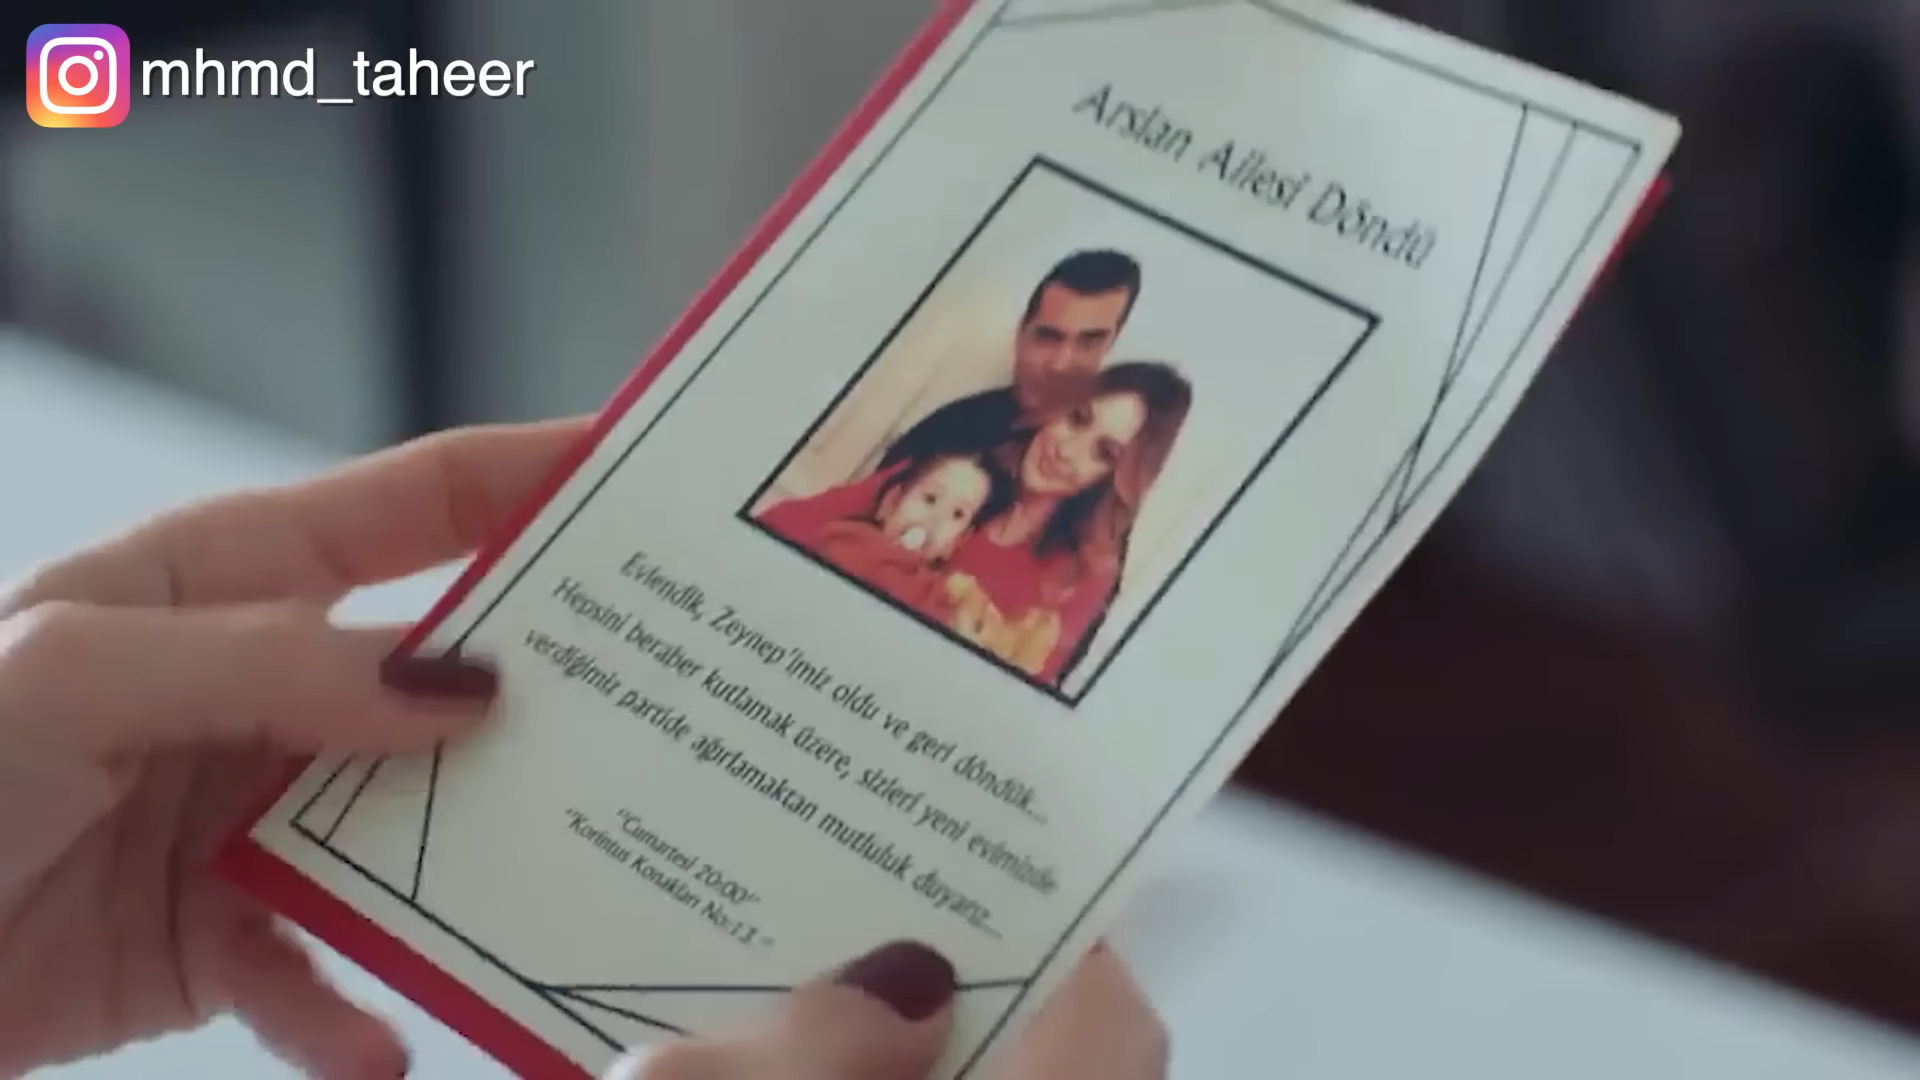 mhmd_taheer
Arslan Ailesi Döndü
Evlendik, Zeynep'imiz oldu ve geri döndük...
Hepsini beraber kutlamak üzere, sizleri yeni evimizde
verdiğimiz partide ağırlamaktan mutluluk duyarız...
"Cumartesi 20:00"
"Korintus Konakları No:13 "